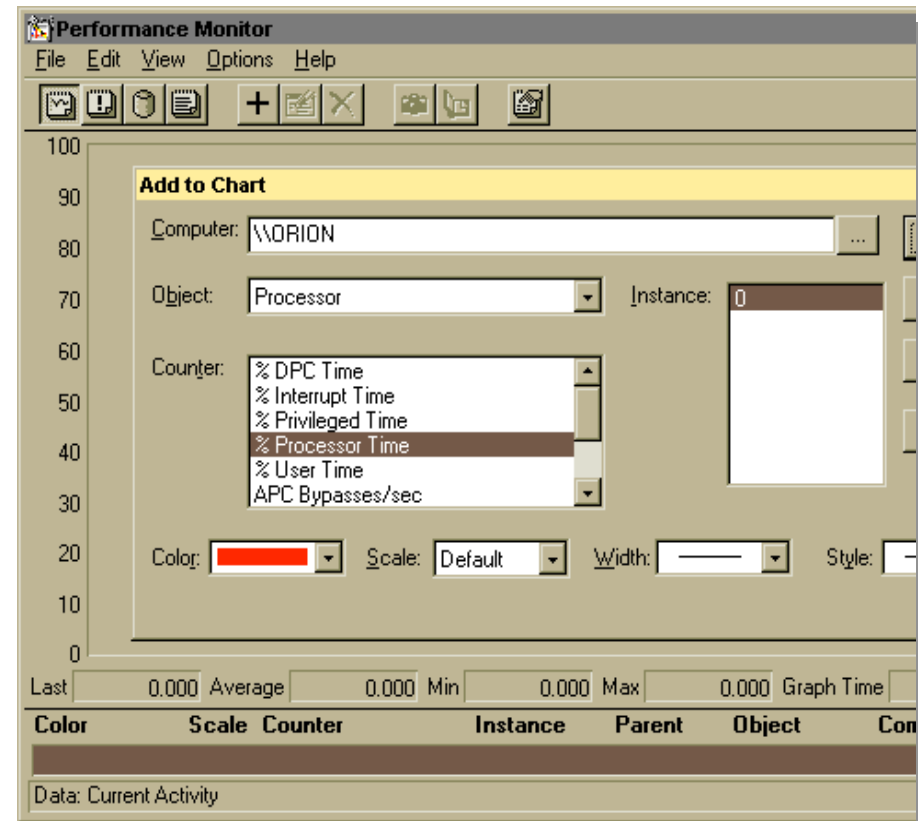 Performance Monitor
File Edit View Options Help
100
90
80
70
60
50
40
30
20
10
0
Add to Chart
Computer: \\ORION ...
Object: Processor Instance: 0
Counter: % DPC Time
% Interrupt Time
% Privileged Time
% Processor Time
% User Time
APC Bypasses/sec
Color: Scale: Default Width: Style:
Last 0.000 Average 0.000 Min 0.000 Max 0.000 Graph Time
Color Scale Counter Instance Parent Object Com
Data: Current Activity